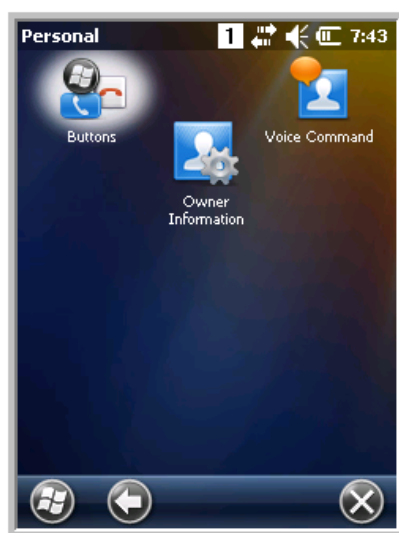 Personal 1 7:43
Buttons
Voice Command
Owner
Information